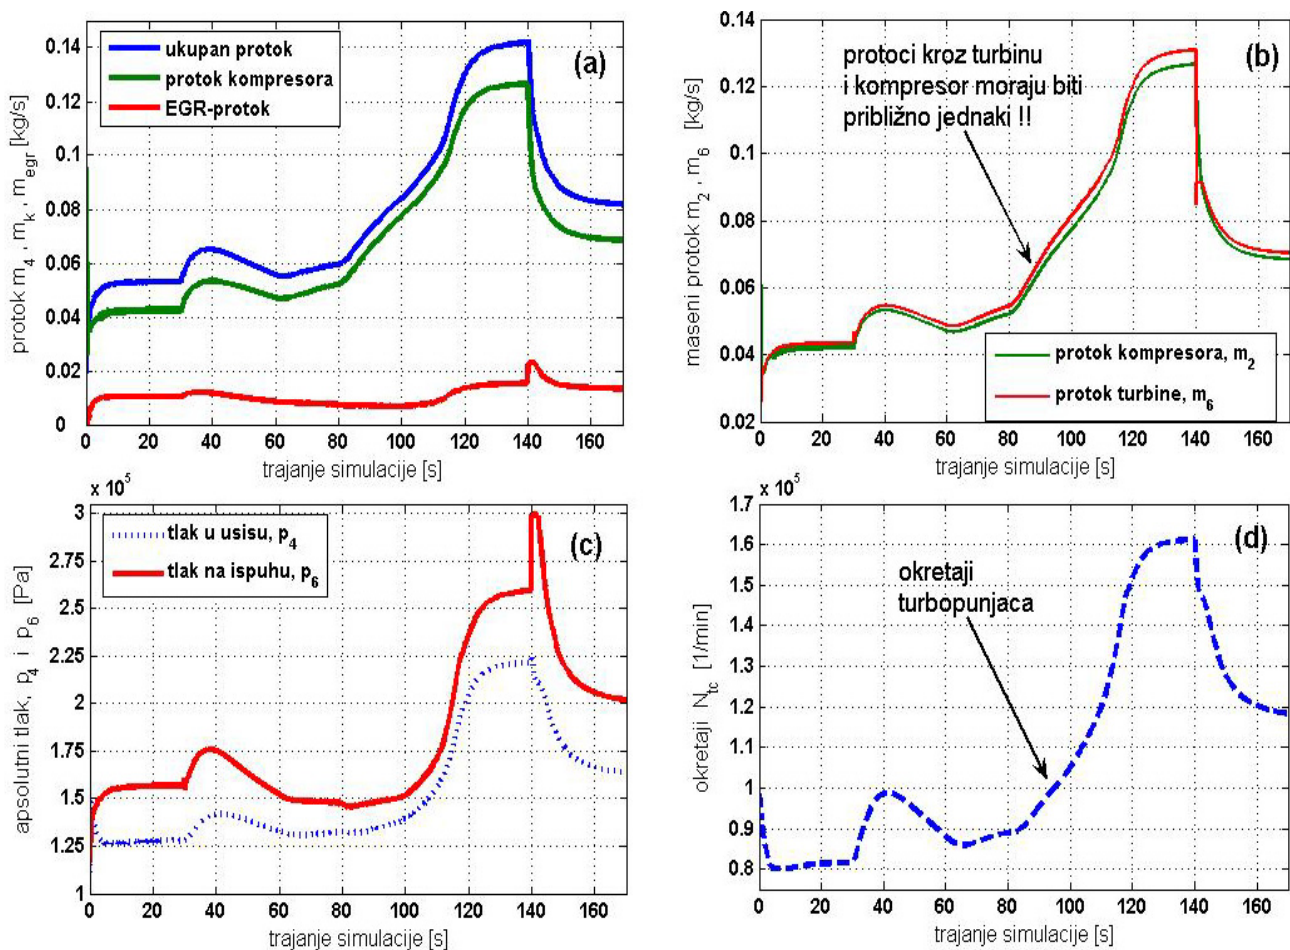 ukupan protok
protok kompresora
EGR-protok
(a)
protok m4 , mk , megr [kg/s]
0.14
0.12
0.1
0.08
0.06
0.04
0.02
0
0 20 40 60 80 100 120 140 160
trajanje simulacije [s]
protoci kroz turbinu
i kompresor moraju biti
približno jednaki !!
(b)
maseni protok m2 , m6 [kg/s]
0.14
0.12
0.1
0.08
0.06
0.04
0.02
protok kompresora, m2
protok turbine, m6
0 20 40 60 80 100 120 140 160
trajanje simulacije [s]
x 10^5
tlak u usisu, p4
tlak na ispuhu, p6
(c)
apsolutni tlak, p4 i p6 [Pa]
3
2.75
2.5
2.25
2
1.75
1.5
1.25
1
0 20 40 60 80 100 120 140 160
trajanje simulacije [s]
x 10^5
okretaji
turbopunjaca
(d)
okretaji Ntc [1/min]
1.7
1.6
1.5
1.4
1.3
1.2
1.1
1
0.9
0.8
0 20 40 60 80 100 120 140 160
trajanje simulacije [s]